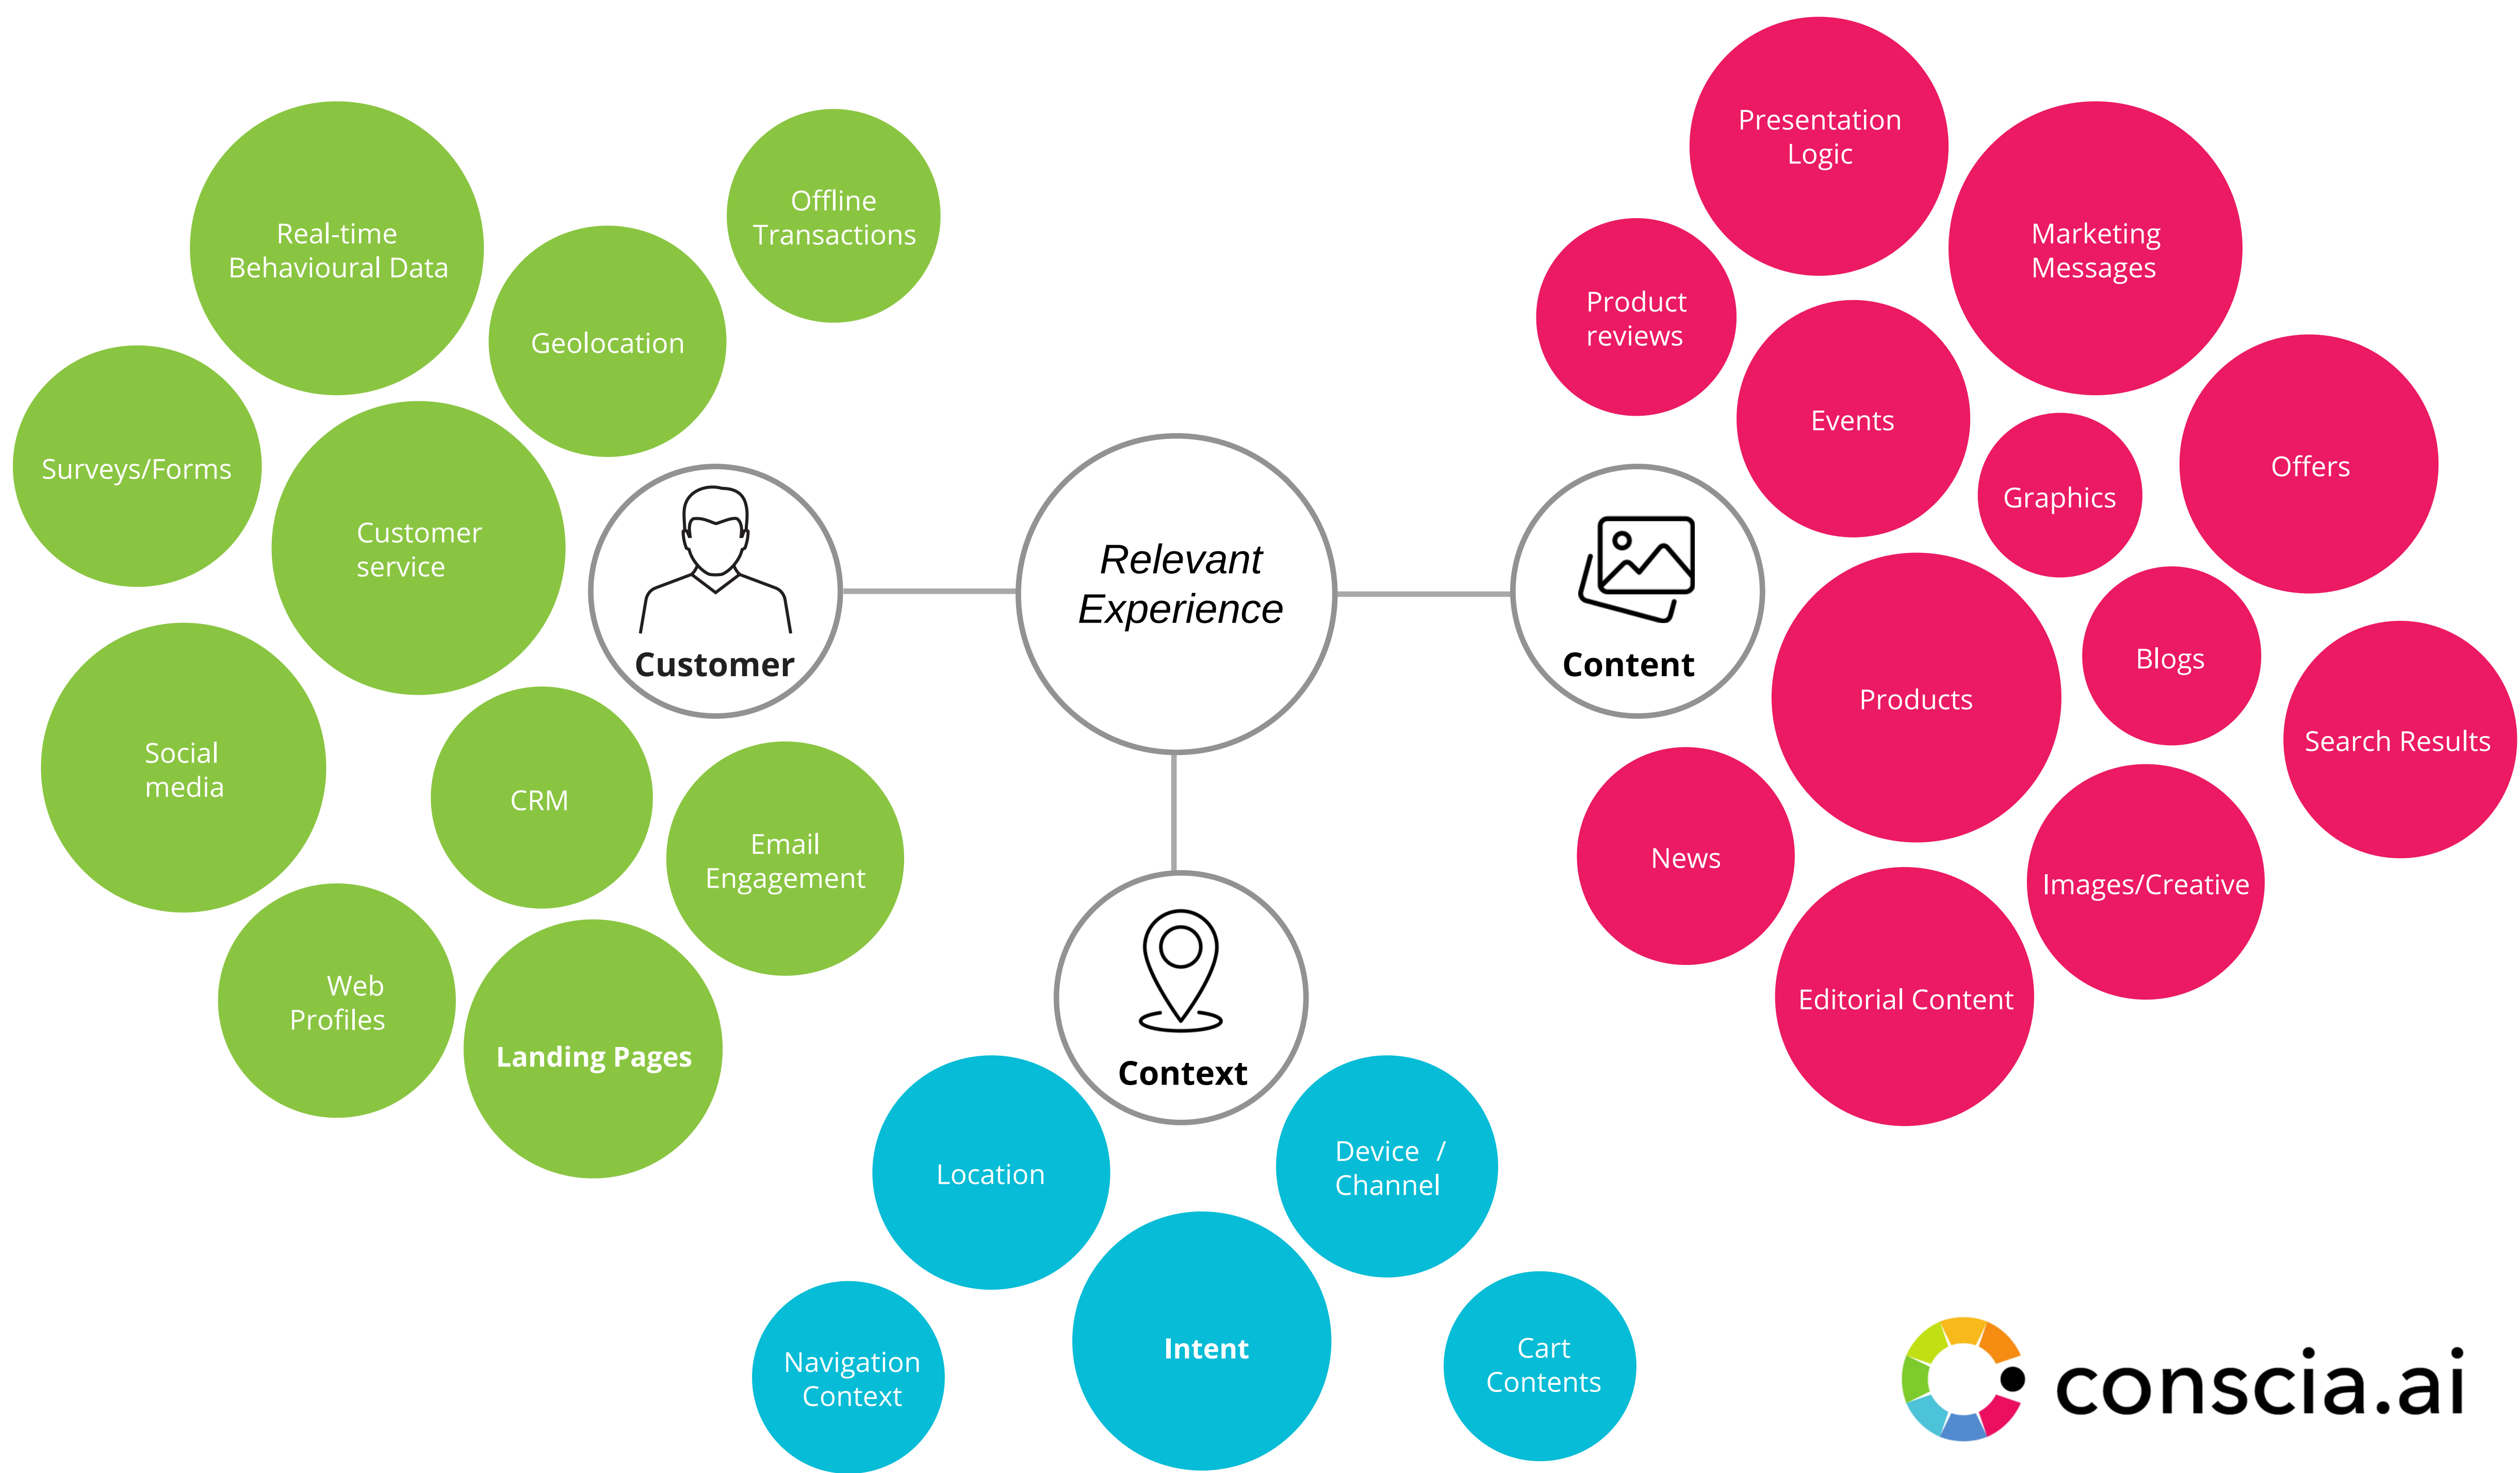 Real-time
Behavioural Data
Offline
Transactions
Geolocation
Surveys/Forms
Customer
service
Customer
Social
media
CRM
Email
Engagement
Web
Profiles
Landing Pages
Relevant
Experience
Presentation
Logic
Marketing
Messages
Product
reviews
Events
Graphics
Offers
Content
Products
Blogs
Search Results
News
Images/Creative
Editorial Content
Context
Location
Device /
Channel
Intent
Navigation
Context
Cart
Contents
conscia.ai